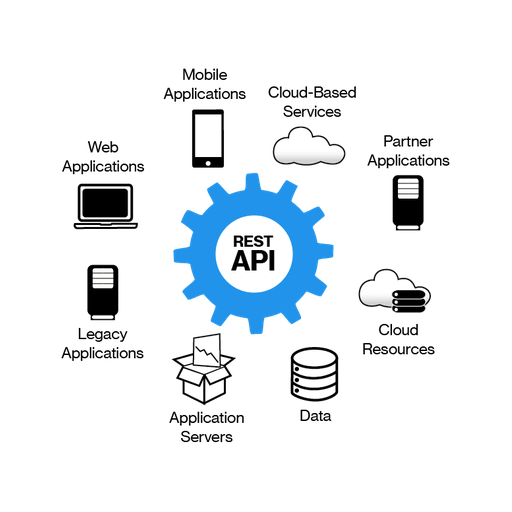 Mobile
Applications
Cloud-Based
Services
Web
Applications
Partner
Applications
REST
API
Legacy
Applications
Cloud
Resources
Application
Servers
Data